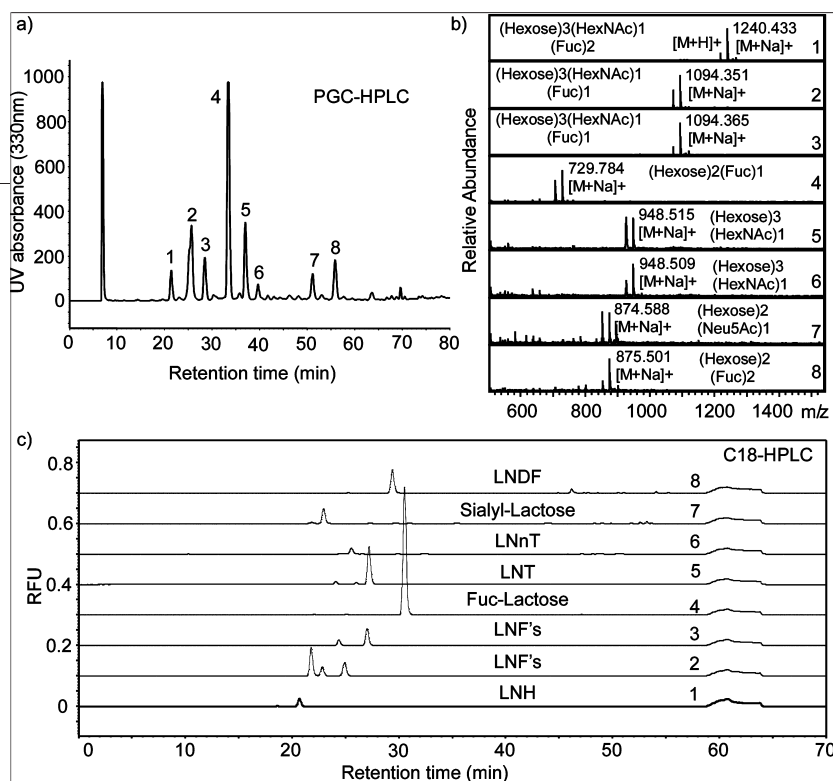 a)
PGC-HPLC
UV absorbance (330nm)
1000
800
600
400
200
0
1
2
3
4
5
6
7
8
0 10 20 30 40 50 60 70 80
Retention time (min)
b)
Relative Abundance
(Hexose)3(HexNAc)1
(Fuc)2
[M+H]+
1240.433
[M+Na]+
1
(Hexose)3(HexNAc)1
(Fuc)1
1094.351
[M+Na]+
2
(Hexose)3(HexNAc)1
(Fuc)1
1094.365
[M+Na]+
3
729.784
[M+Na]+
(Hexose)2(Fuc)1
4
948.515
[M+Na]+
(Hexose)3
(HexNAc)1
5
948.509
[M+Na]+
(Hexose)3
(HexNAc)1
6
874.588
[M+Na]+
(Hexose)2
(Neu5Ac)1
7
875.501
[M+Na]+
(Hexose)2
(Fuc)2
8
600 800 1000 1200 1400 m/z
c)
C18-HPLC
RFU
0.8
0.6
0.4
0.2
0
LNDF 8
Sialyl-Lactose 7
LNnT 6
LNT 5
Fuc-Lactose 4
LNF's 3
LNF's 2
LNH 1
0 10 20 30 40 50 60 70
Retention time (min)